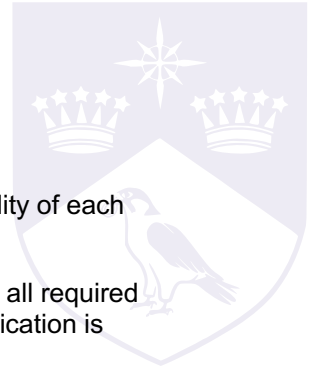 lity of each
all required
ication is